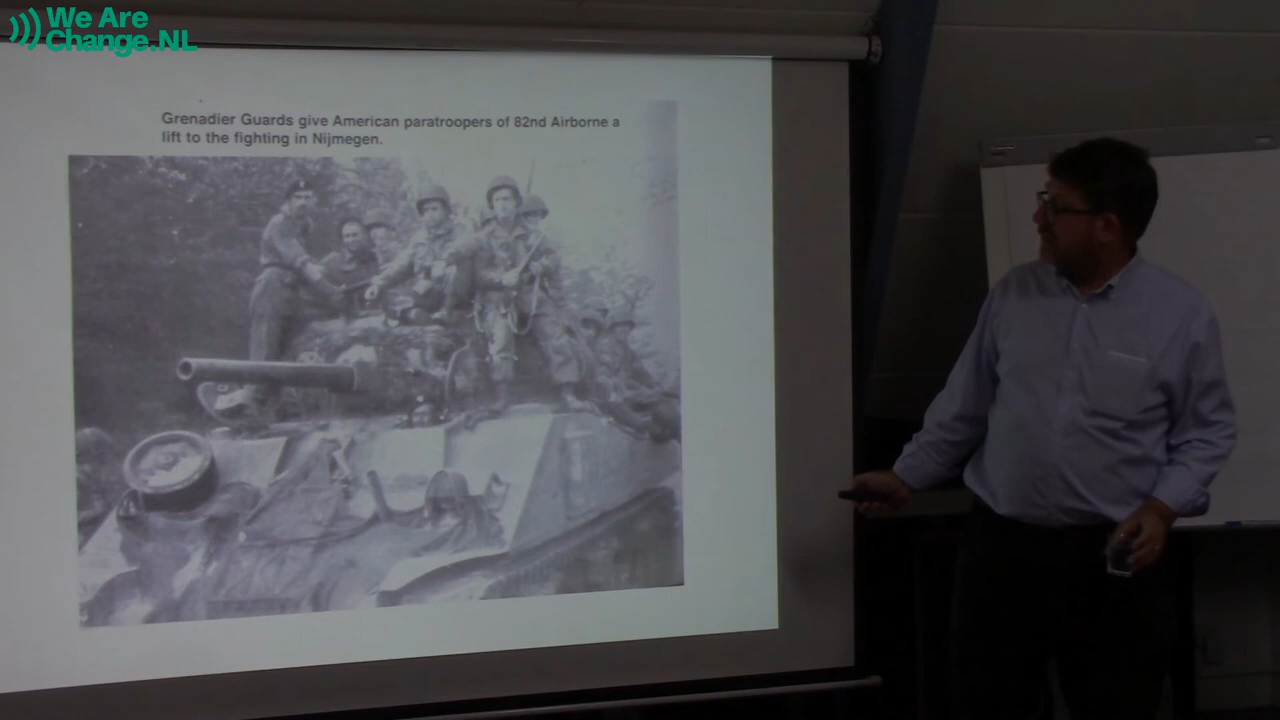 We Are
Change.NL
Grenadier Guards give American paratroopers of 82nd Airborne a
lift to the fighting in Nijmegen.